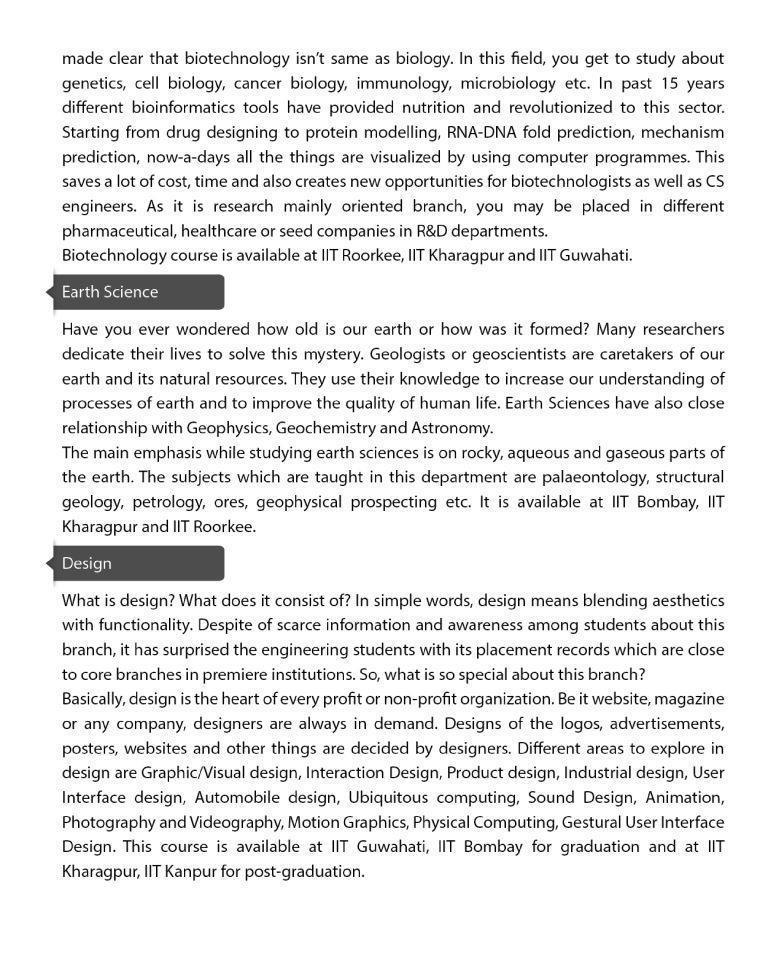 made clear that biotechnology isn't same as biology. In this field, you get to study about
genetics, cell biology, cancer biology, immunology, microbiology etc. In past 15 years
different bioinformatics tools have provided nutrition and revolutionized to this sector.
Starting from drug designing to protein modelling, RNA-DNA fold prediction, mechanism
prediction, now-a-days all the things are visualized by using computer programmes. This
saves a lot of cost, time and also creates new opportunities for biotechnologists as well as CS
engineers. As it is research mainly oriented branch, you may be placed in different
pharmaceutical, healthcare or seed companies in R&D departments.
Biotechnology course is available at IIT Roorkee, IIT Kharagpur and IIT Guwahati.
Earth Science
Have you ever wondered how old is our earth or how was it formed? Many researchers
dedicate their lives to solve this mystery. Geologists or geoscientists are caretakers of our
earth and its natural resources. They use their knowledge to increase our understanding of
processes of earth and to improve the quality of human life. Earth Sciences have also close
relationship with Geophysics, Geochemistry and Astronomy.
The main emphasis while studying earth sciences is on rocky, aqueous and gaseous parts of
the earth. The subjects which are taught in this department are palaeontology, structural
geology, petrology, ores, geophysical prospecting etc. It is available at IIT Bombay, IIT
Kharagpur and IIT Roorkee.
Design
What is design? What does it consist of? In simple words, design means blending aesthetics
with functionality. Despite of scarce information and awareness among students about this
branch, it has surprised the engineering students with its placement records which are close
to core branches in premiere institutions. So, what is so special about this branch?
Basically, design is the heart of every profit or non-profit organization. Be it website, magazine
or any company, designers are always in demand. Designs of the logos, advertisements,
posters, websites and other things are decided by designers. Different areas to explore in
design are Graphic/Visual design, Interaction Design, Product design, Industrial design, User
Interface design, Automobile design, Ubiquitous computing, Sound Design, Animation,
Photography and Videography, Motion Graphics, Physical Computing, Gestural User Interface
Design. This course is available at IIT Guwahati, IIT Bombay for graduation and at IIT
Kharagpur, IIT Kanpur for post-graduation.